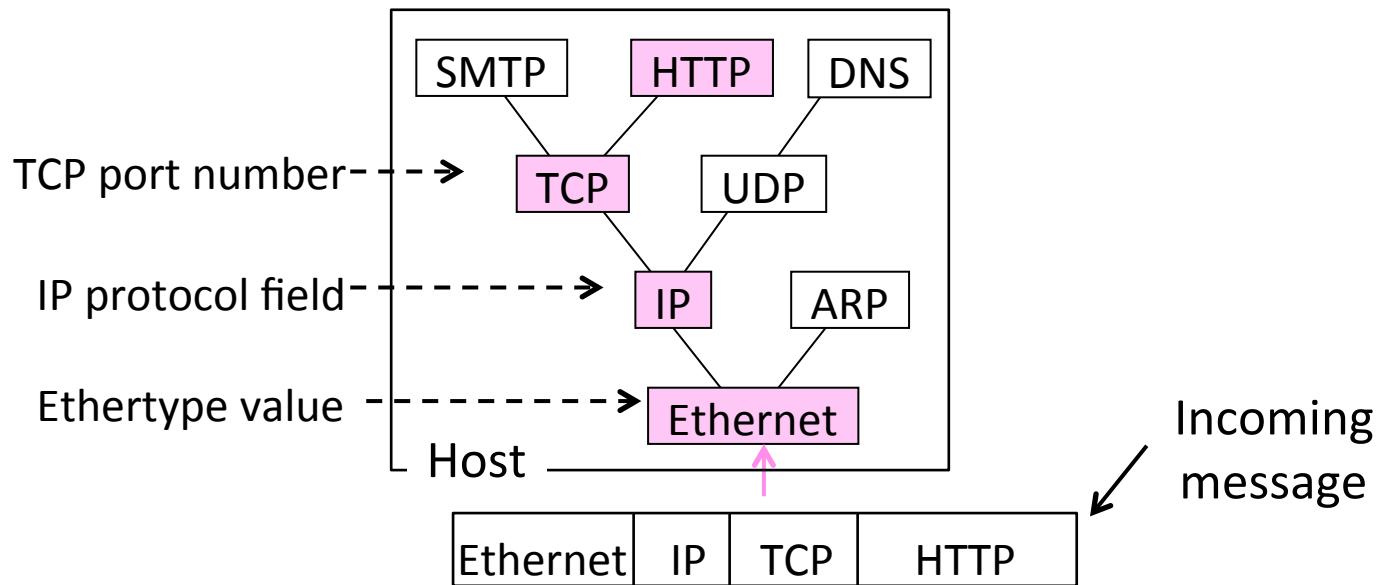 SMTP HTTP DNS
TCP port number TCP UDP
IP protocol field IP ARP
Ethertype value Ethernet
Host
Incoming
message
Ethernet IP TCP HTTP